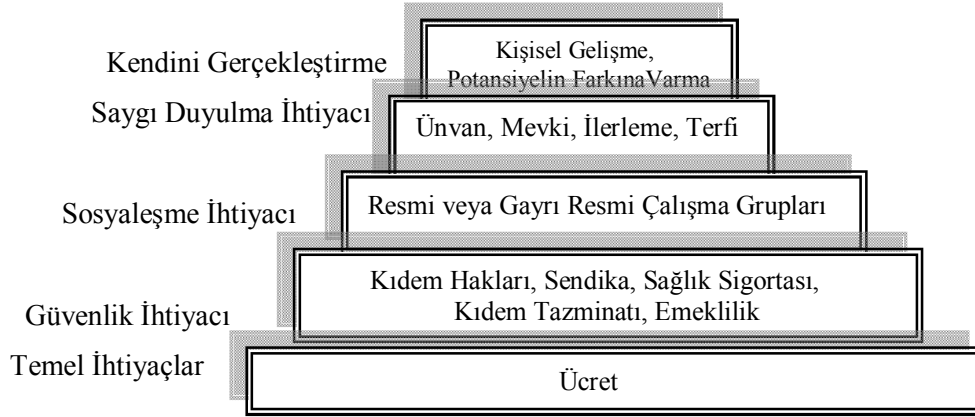 Kendini Gerçekleştirme
Kişisel Gelişme,
Potansiyelin FarkınaVarma
Saygı Duyulma İhtiyacı
Ünvan, Mevki, İlerleme, Terfi
Sosyaleşme İhtiyacı
Resmi veya Gayrı Resmi Çalışma Grupları
Güvenlik İhtiyacı
Kıdem Hakları, Sendika, Sağlık Sigortası,
Kıdem Tazminatı, Emeklilik
Temel İhtiyaçlar
Ücret